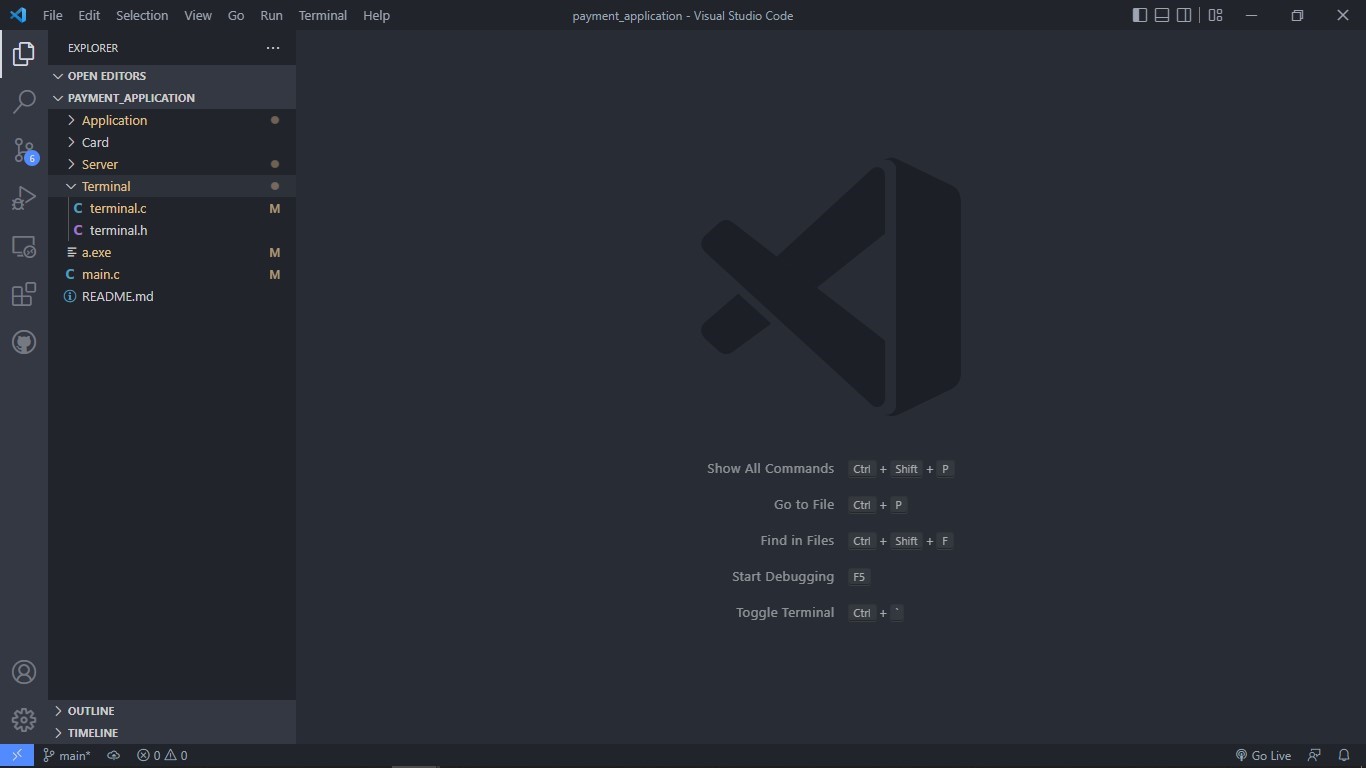 File Edit Selection View Go Run Terminal Help payment_application - Visual Studio Code
EXPLORER
OPEN EDITORS
PAYMENT_APPLICATION
Application
Card
Server
Terminal
terminal.c M
terminal.h
a.exe M
main.c M
README.md
6
Show All Commands Ctrl + Shift + P
Go to File Ctrl + P
Find in Files Ctrl + Shift + F
Start Debugging F5
Toggle Terminal Ctrl + `
OUTLINE
TIMELINE
main* 0 0 Go Live